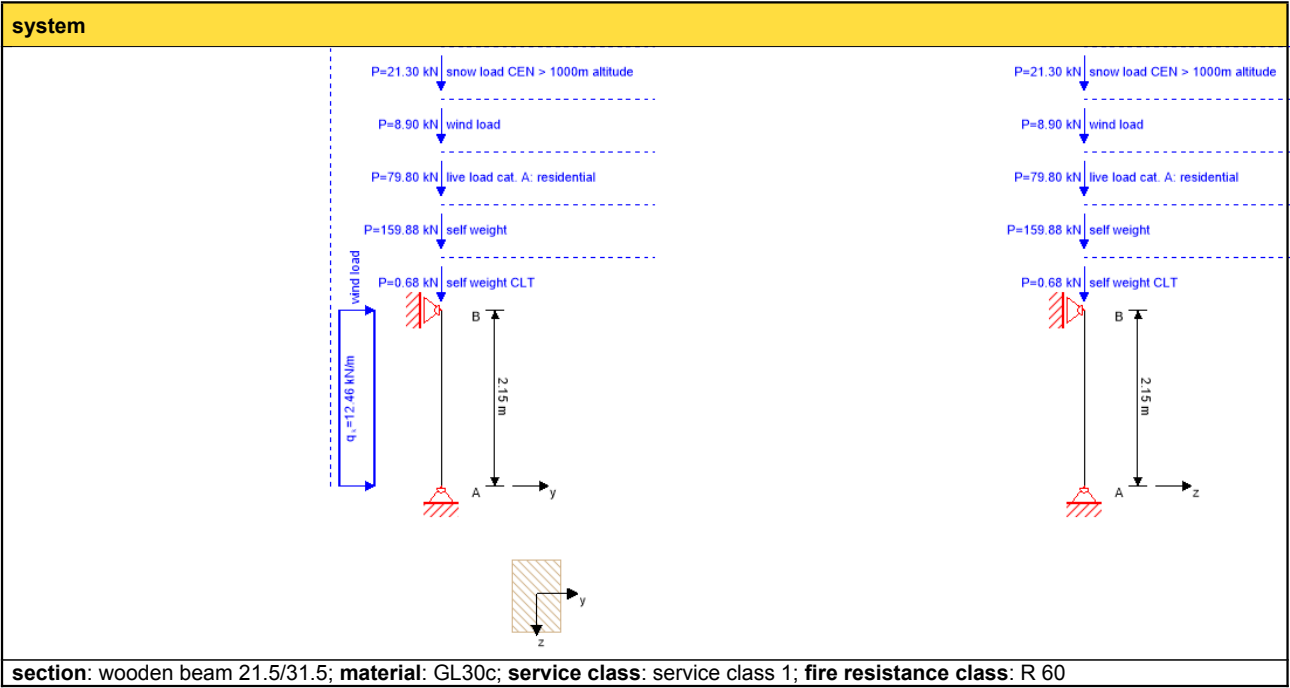 system
P=21.30 kN snow load CEN > 1000m altitude
P=8.90 kN wind load
P=79.80 kN live load cat. A: residential
P=159.88 kN self weight
P=0.68 kN self weight CLT
wind load
qₖ=12.46 kN/m
B
2.15 m
A
y
P=21.30 kN snow load CEN > 1000m altitude
P=8.90 kN wind load
P=79.80 kN live load cat. A: residential
P=159.88 kN self weight
P=0.68 kN self weight CLT
B
2.15 m
A
z
y
z
section: wooden beam 21.5/31.5; material: GL30c; service class: service class 1; fire resistance class: R 60